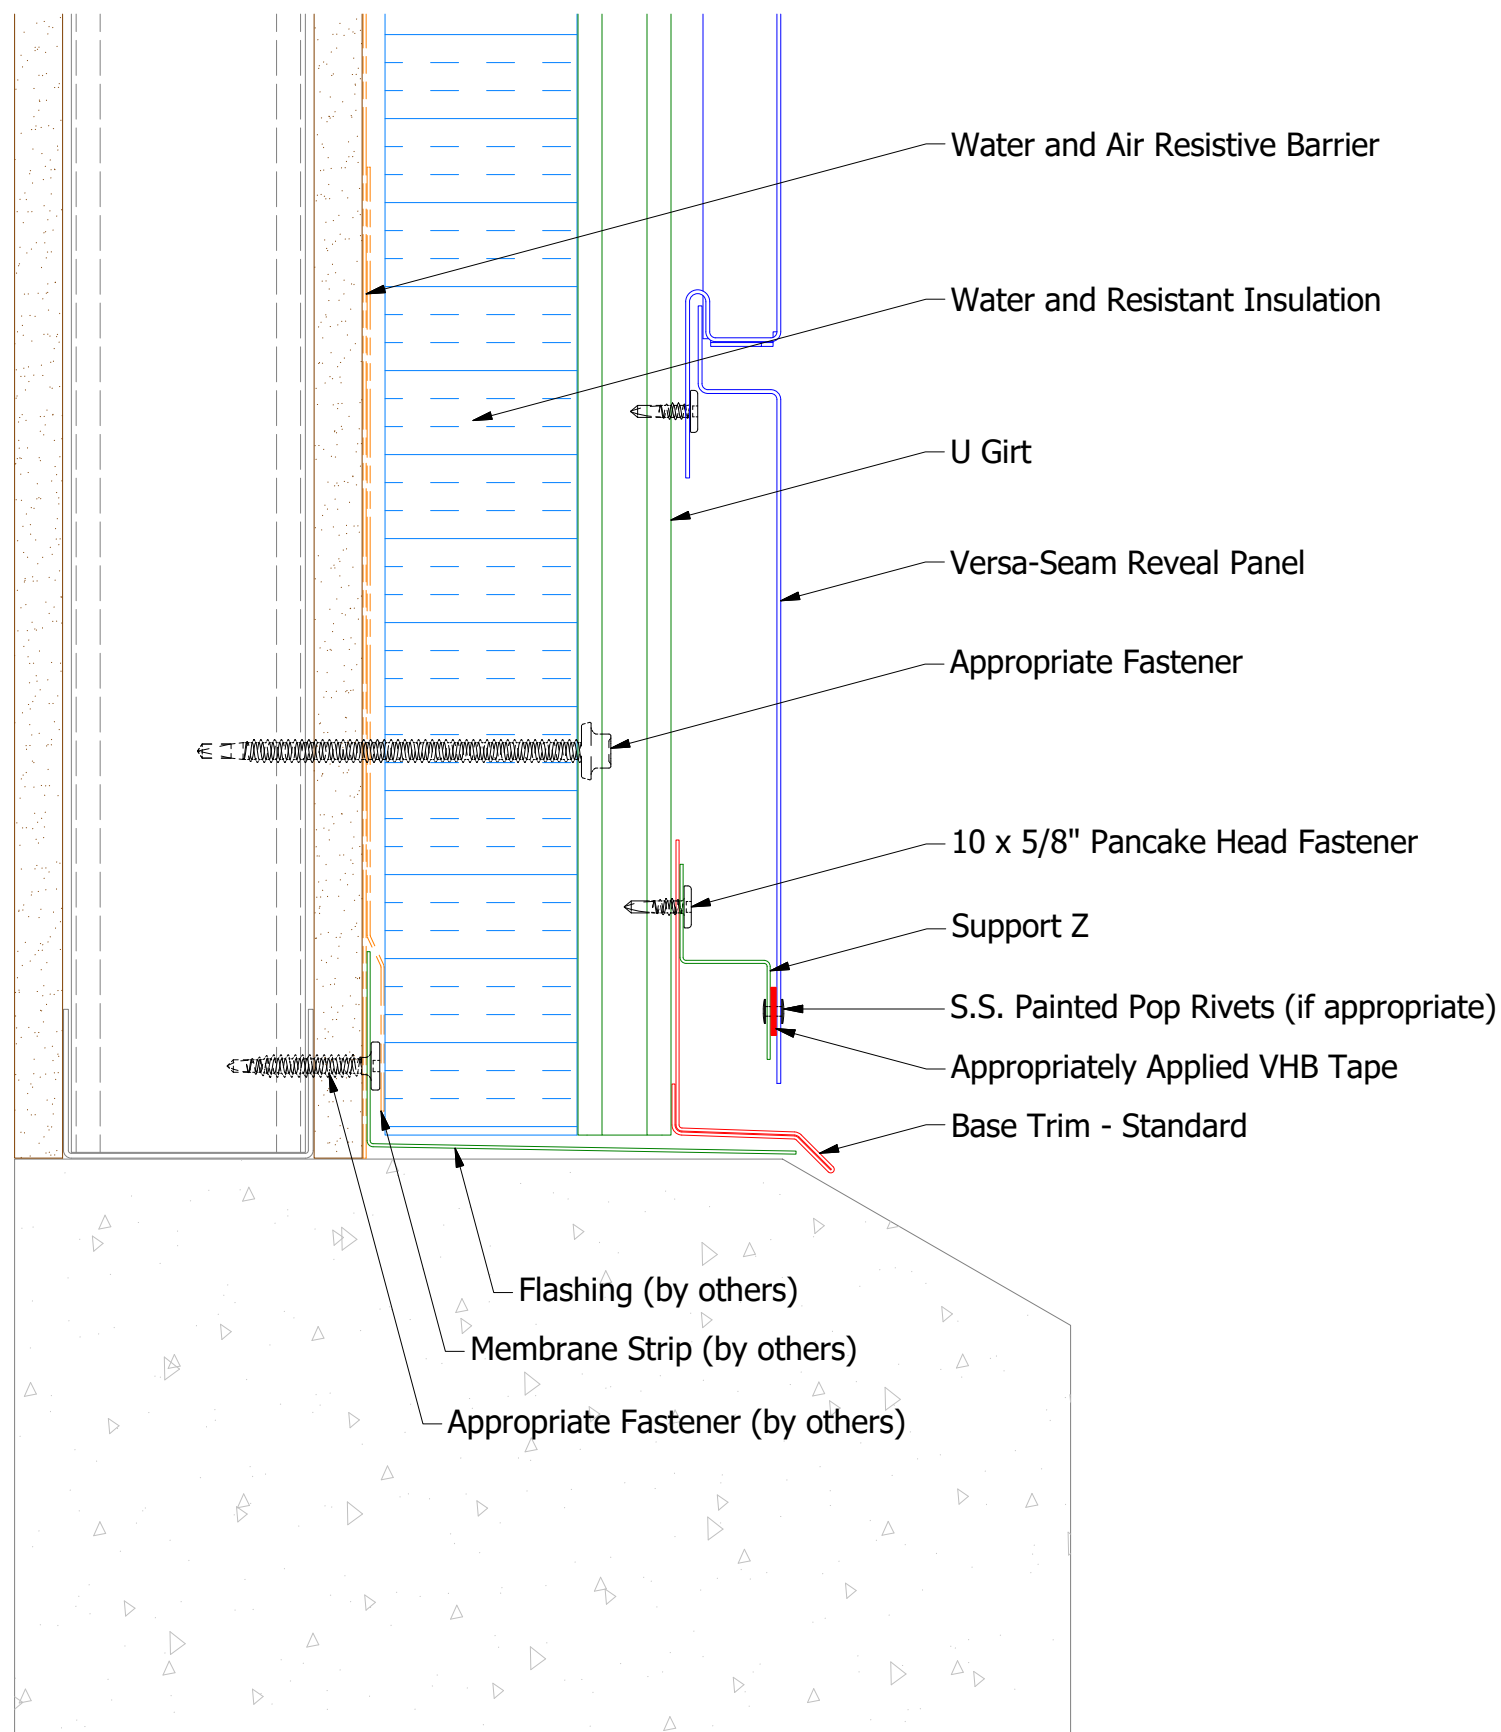 Water and Air Resistive Barrier
Water and Resistant Insulation
U Girt
Versa-Seam Reveal Panel
Appropriate Fastener
10 x 5/8" Pancake Head Fastener
Support Z
S.S. Painted Pop Rivets (if appropriate)
Appropriately Applied VHB Tape
Base Trim - Standard
Flashing (by others)
Membrane Strip (by others)
Appropriate Fastener (by others)